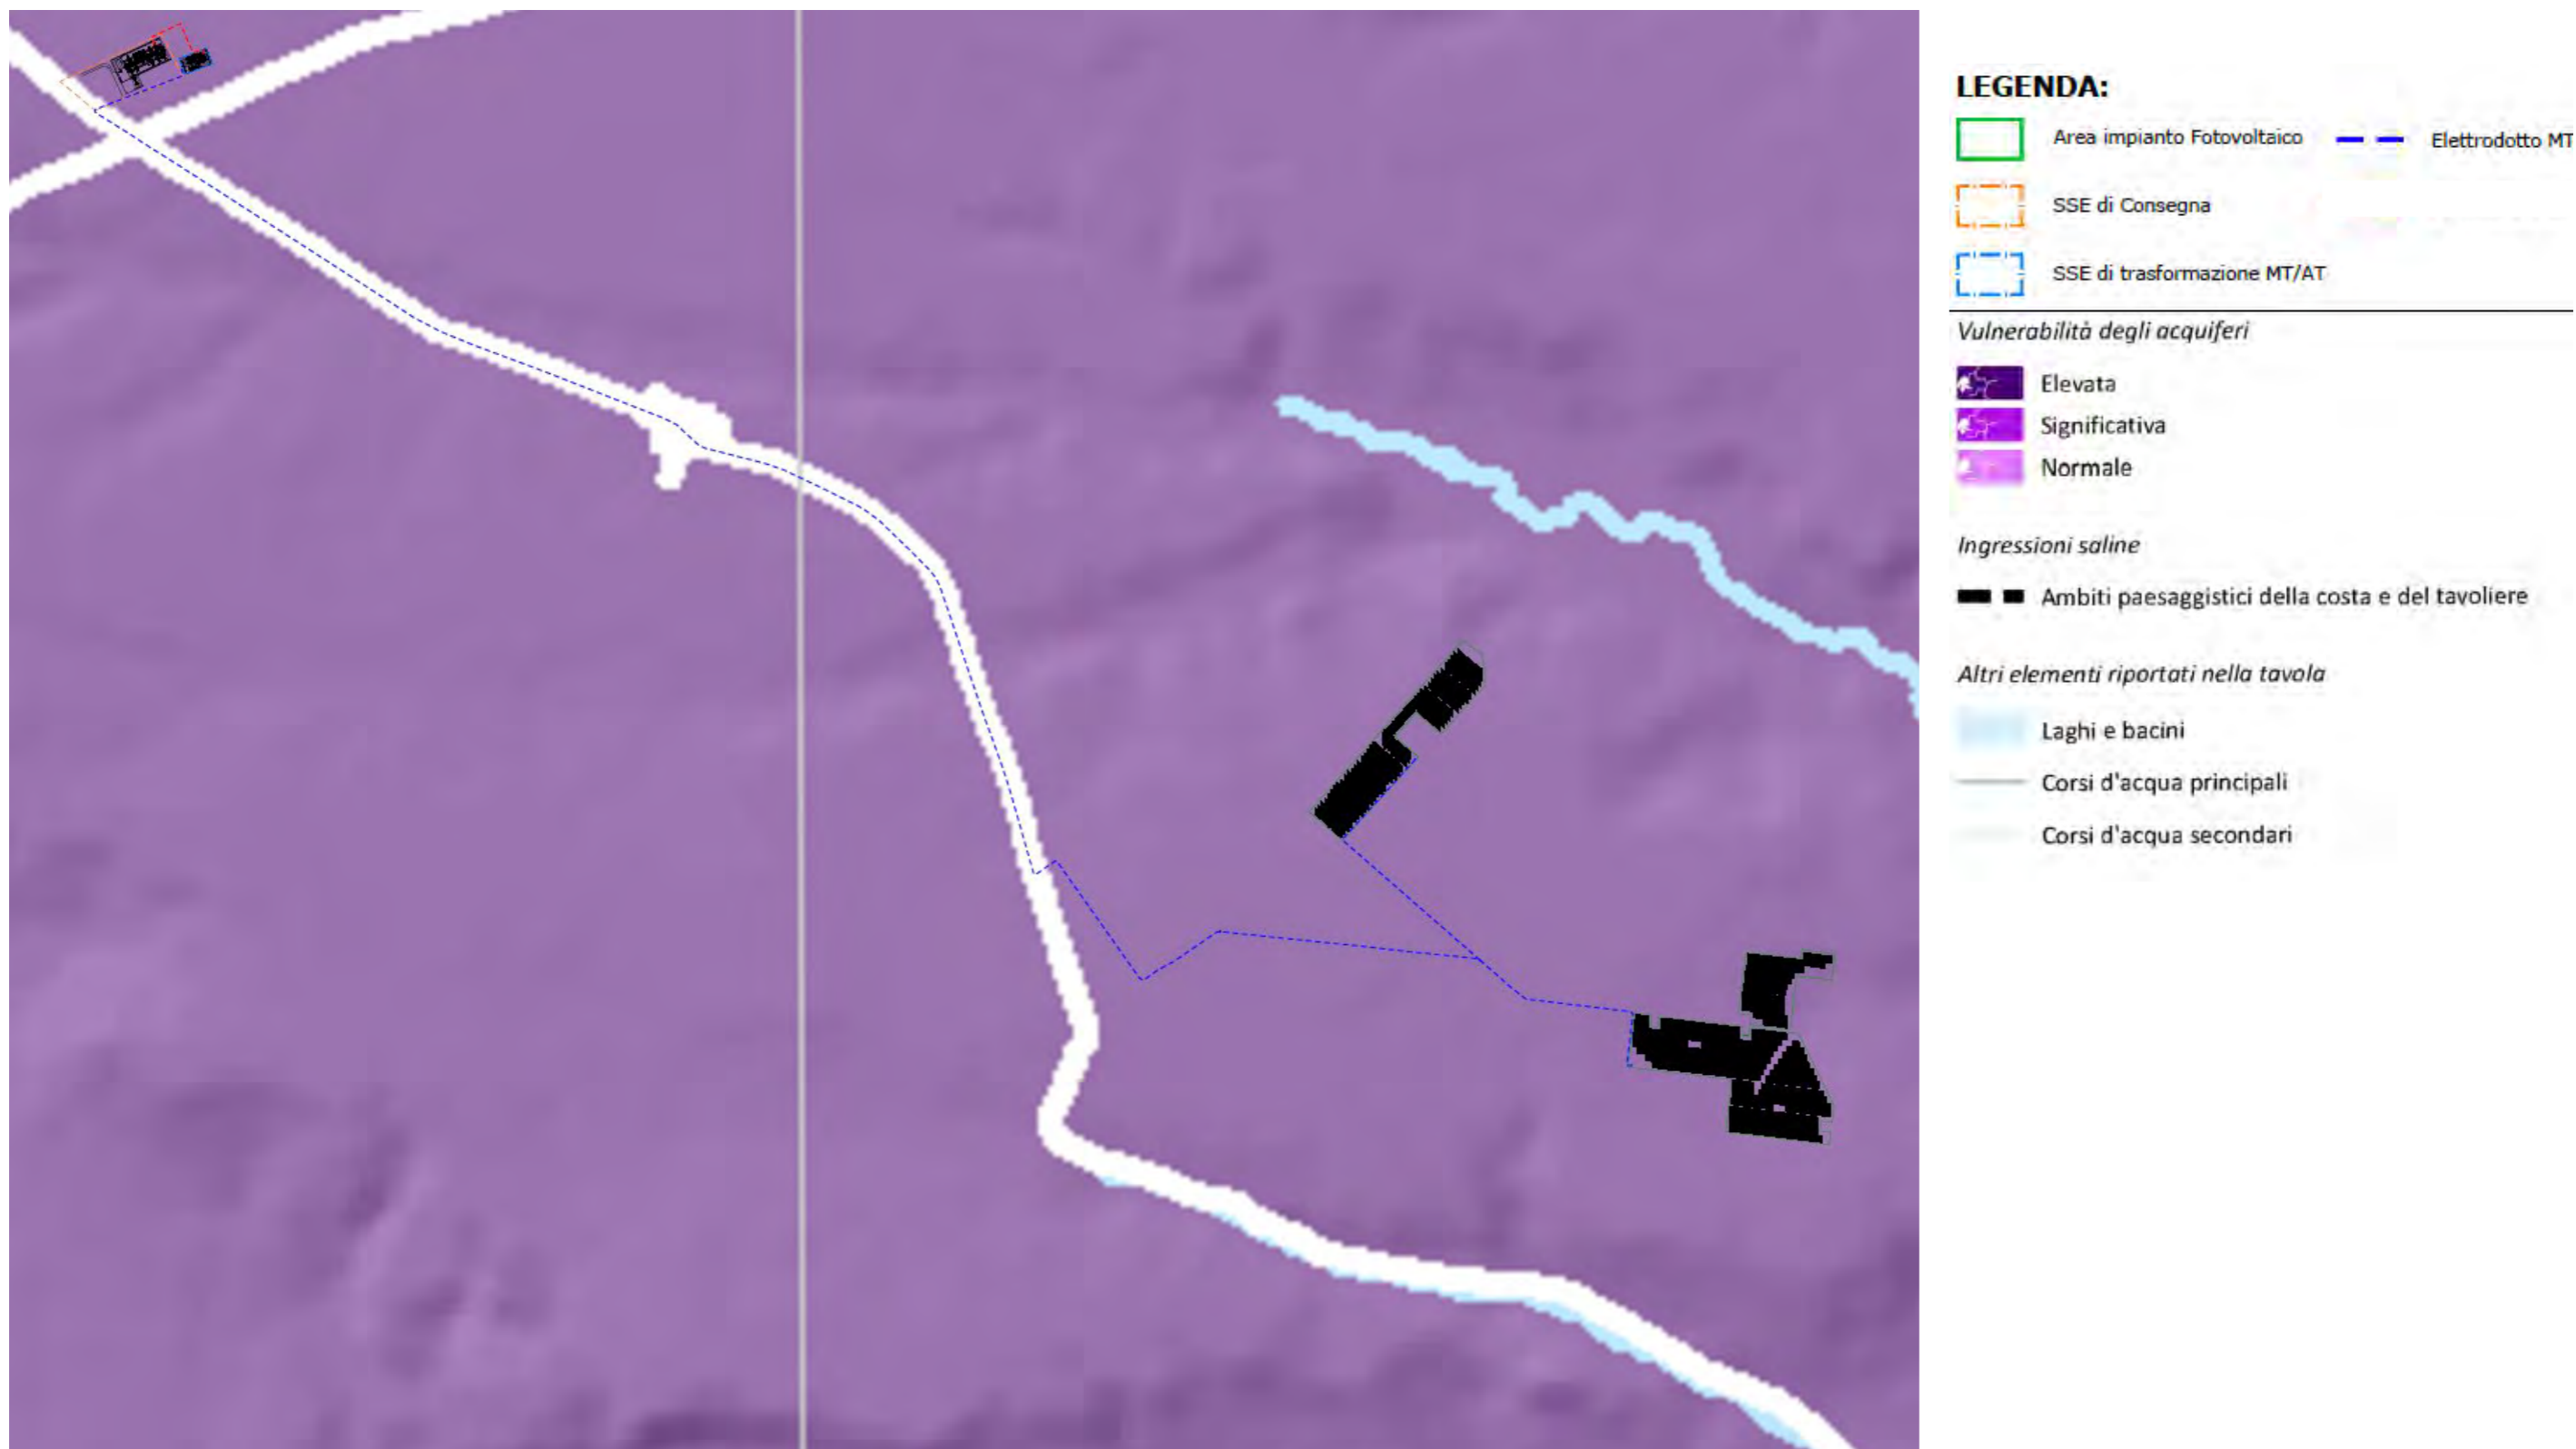 LEGENDA:
Area impianto Fotovoltaico
Elettrodotto MT
SSE di Consegna
SSE di trasformazione MT/AT
Vulnerabilità degli acquiferi
Elevata
Significativa
Normale
Ingressioni saline
Ambiti paesaggistici della costa e del tavoliere
Altri elementi riportati nella tavola
Laghi e bacini
Corsi d'acqua principali
Corsi d'acqua secondari